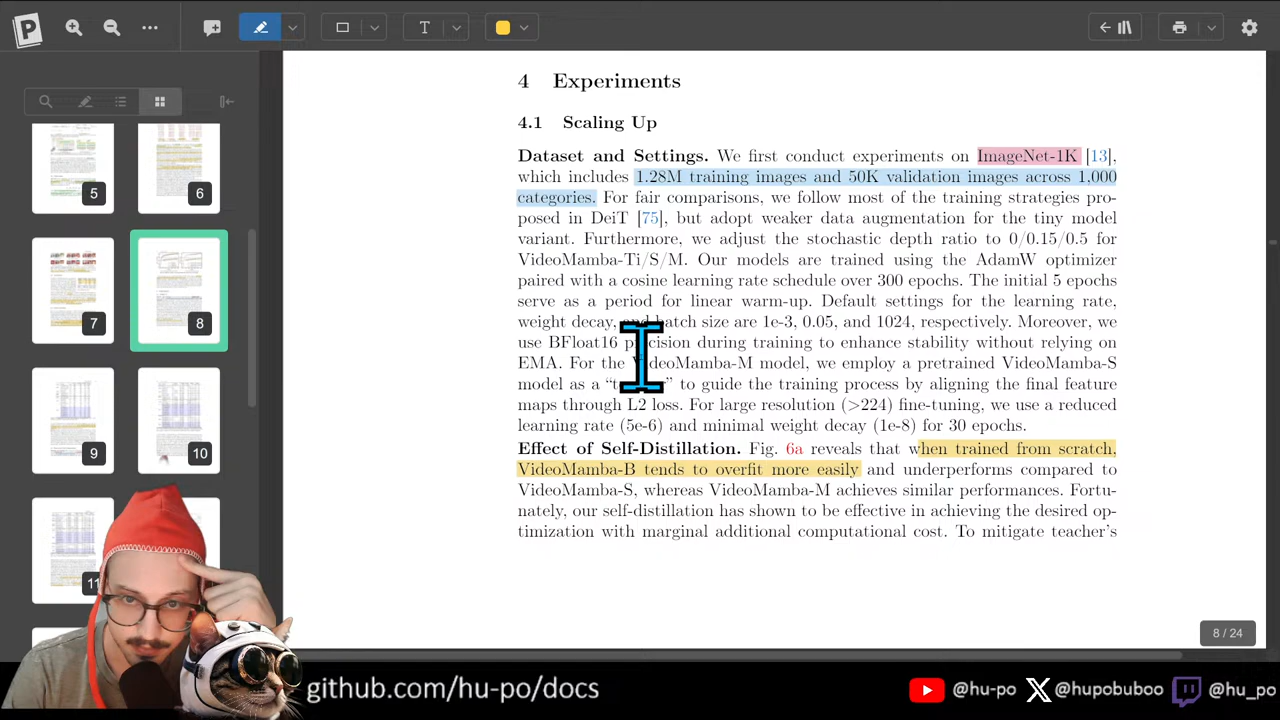 T
5
6
7
8
9
10
11
4 Experiments
4.1 Scaling Up
Dataset and Settings. We first conduct experiments on ImageNet-1K [13],
which includes 1.28M training images and 50K validation images across 1,000
categories. For fair comparisons, we follow most of the training strategies pro-
posed in DeiT [75], but adopt weaker data augmentation for the tiny model
variant. Furthermore, we adjust the stochastic depth ratio to 0/0.15/0.5 for
VideoMamba-Ti/S/M. Our models are trained using the AdamW optimizer
paired with a cosine learning rate schedule over 300 epochs. The initial 5 epochs
serve as a period for linear warm-up. Default settings for the learning rate,
weight decay, and batch size are 1e-3, 0.05, and 1024, respectively. Moreover, we
use BFloat16 precision during training to enhance stability without relying on
EMA. For the VideoMamba-M model, we employ a pretrained VideoMamba-S
model as a “teacher” to guide the training process by aligning the final feature
maps through L2 loss. For large resolution (>224) fine-tuning, we use a reduced
learning rate (5e-6) and minimal weight decay (1e-8) for 30 epochs.
Effect of Self-Distillation. Fig. 6a reveals that when trained from scratch,
VideoMamba-B tends to overfit more easily and underperforms compared to
VideoMamba-S, whereas VideoMamba-M achieves similar performances. Fortu-
nately, our self-distillation has shown to be effective in achieving the desired op-
timization with marginal additional computational cost. To mitigate teacher’s
8 / 24
github.com/hu-po/docs
@hu-po
@hupobuboo
@hu_po